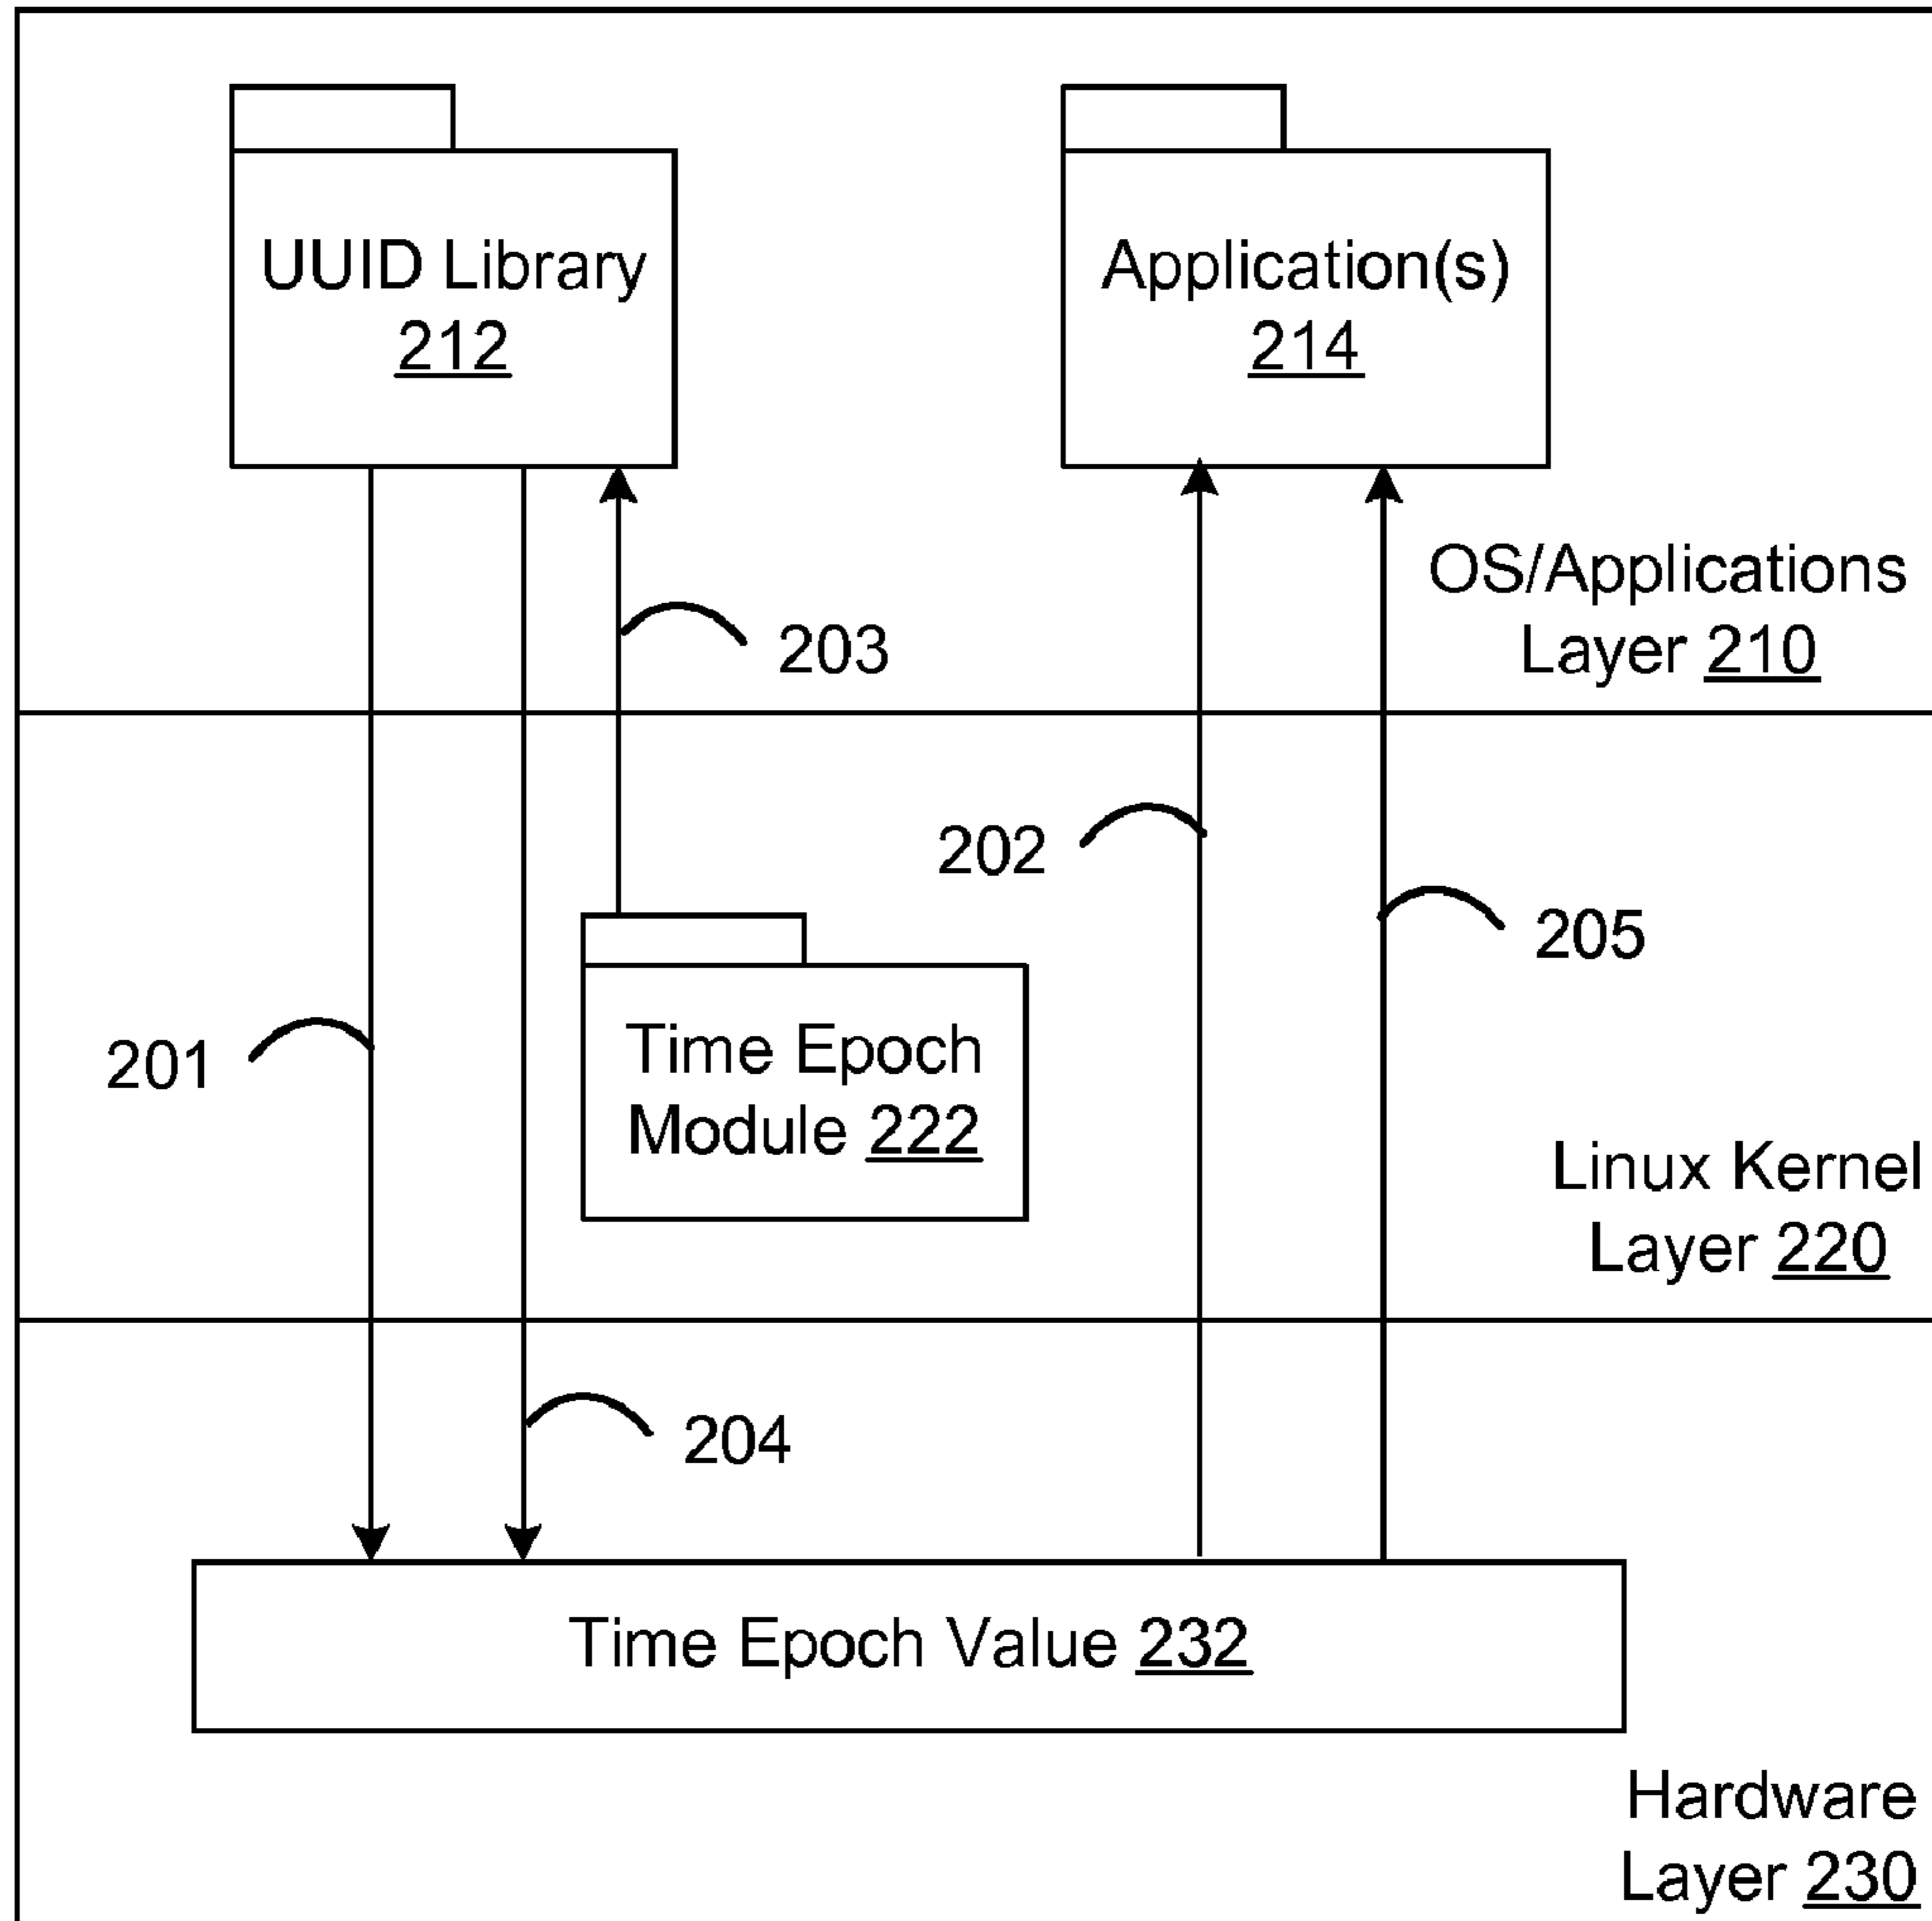 UUID Library
212
Application(s)
214
OS/Applications
Layer 210
203
202
205
201
Time Epoch
Module 222
Linux Kernel
Layer 220
204
Time Epoch Value 232
Hardware
Layer 230